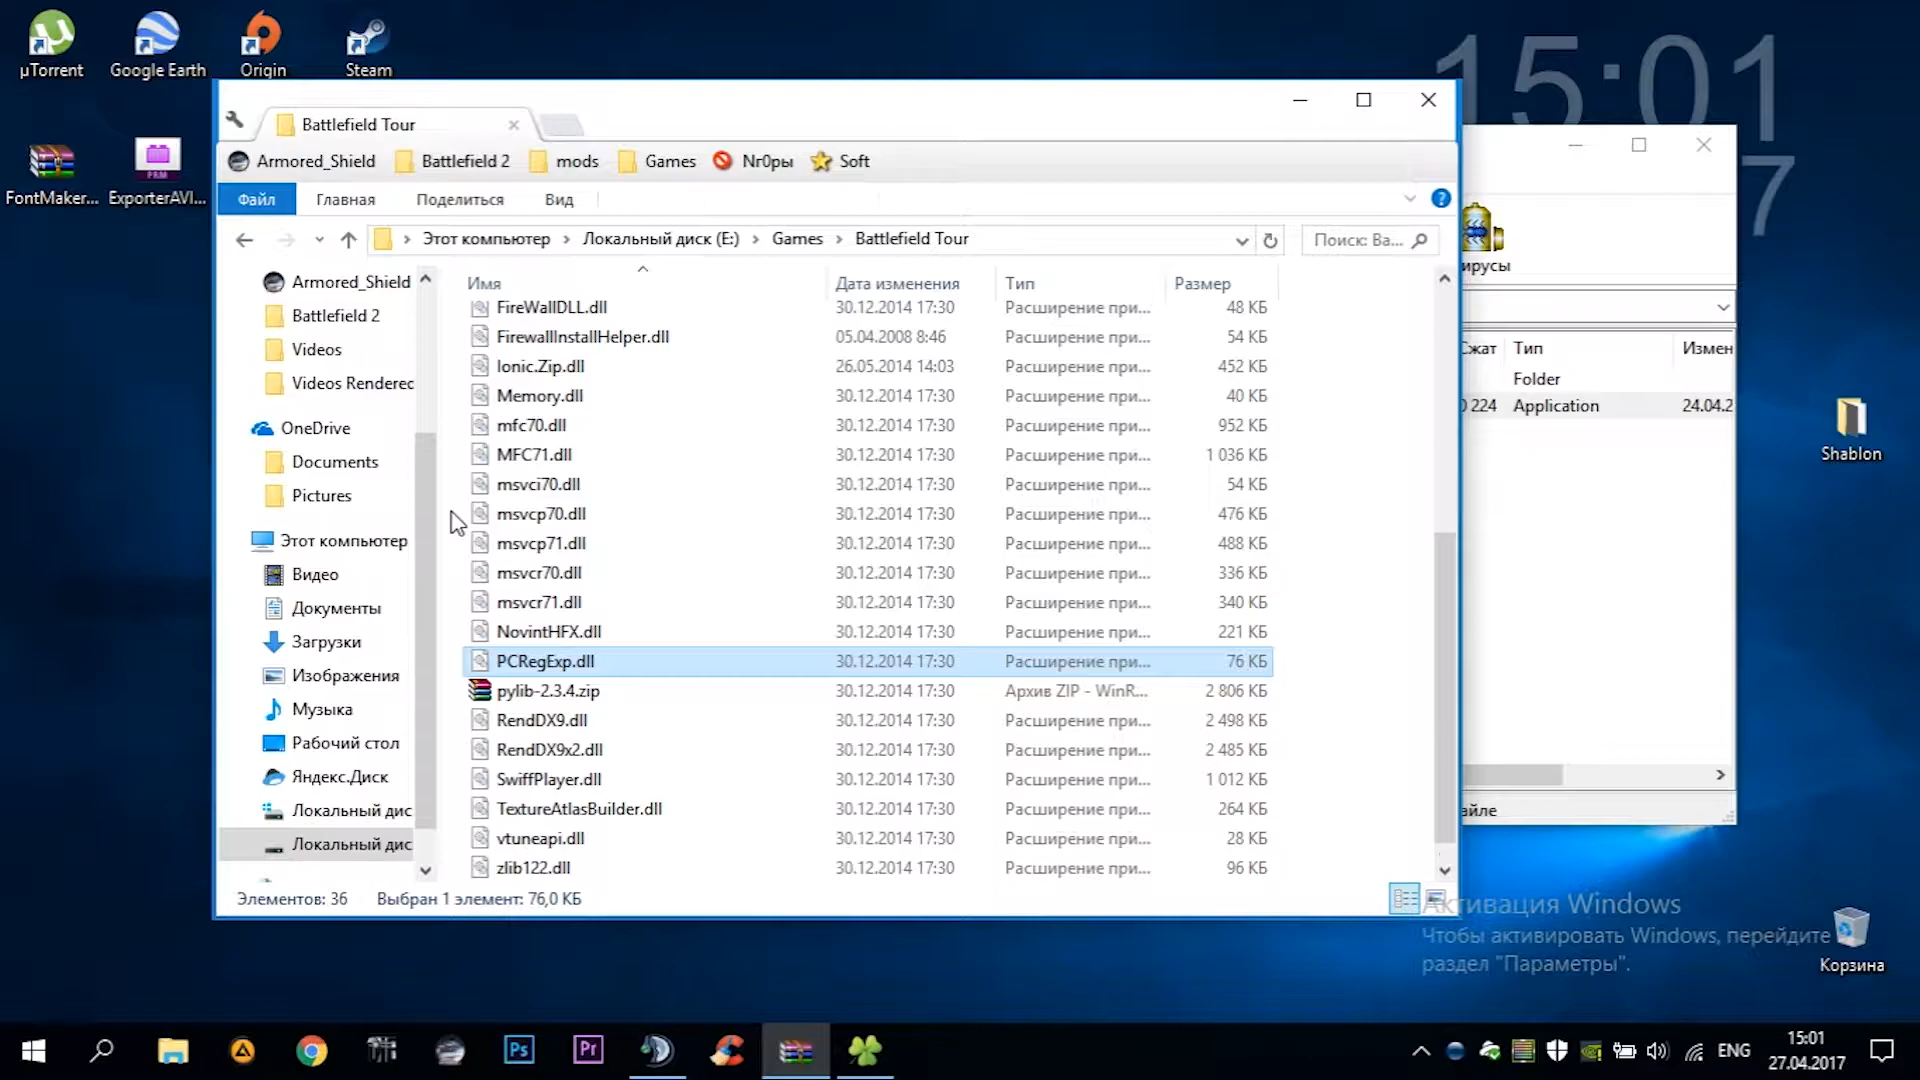 µTorrent
Google Earth
Origin
Steam
FontMaker...
ExporterAVI...
PRM
15:01
7
Battlefield Tour
Armored_Shield
Battlefield 2
mods
Games
Nr0ры
Soft
Файл
Главная
Поделиться
Вид
Этот компьютер
Локальный диск (E:)
Games
Battlefield Tour
Поиск: Ba...
Armored_Shield
Battlefield 2
Videos
Videos Rendered
OneDrive
Documents
Pictures
Этот компьютер
Видео
Документы
Загрузки
Изображения
Музыка
Рабочий стол
Яндекс.Диск
Локальный дис
Локальный дис
Имя Дата изменения Тип Размер
FireWallDLL.dll 30.12.2014 17:30 Расширение при... 48 КБ
FirewallInstallHelper.dll 05.04.2008 8:46 Расширение при... 54 КБ
Ionic.Zip.dll 26.05.2014 14:03 Расширение при... 452 КБ
Memory.dll 30.12.2014 17:30 Расширение при... 40 КБ
mfc70.dll 30.12.2014 17:30 Расширение при... 952 КБ
MFC71.dll 30.12.2014 17:30 Расширение при... 1 036 КБ
msvci70.dll 30.12.2014 17:30 Расширение при... 54 КБ
msvcp70.dll 30.12.2014 17:30 Расширение при... 476 КБ
msvcp71.dll 30.12.2014 17:30 Расширение при... 488 КБ
msvcr70.dll 30.12.2014 17:30 Расширение при... 336 КБ
msvcr71.dll 30.12.2014 17:30 Расширение при... 340 КБ
NovintHFX.dll 30.12.2014 17:30 Расширение при... 221 КБ
PCRegExp.dll 30.12.2014 17:30 Расширение при... 76 КБ
pylib-2.3.4.zip 30.12.2014 17:30 Архив ZIP - WinR... 2 806 КБ
RendDX9.dll 30.12.2014 17:30 Расширение при... 2 498 КБ
RendDX9x2.dll 30.12.2014 17:30 Расширение при... 2 485 КБ
SwiffPlayer.dll 30.12.2014 17:30 Расширение при... 1 012 КБ
TextureAtlasBuilder.dll 30.12.2014 17:30 Расширение при... 264 КБ
vtuneapi.dll 30.12.2014 17:30 Расширение при... 28 КБ
zlib122.dll 30.12.2014 17:30 Расширение при... 96 КБ
Элементов: 36 Выбран 1 элемент: 76,0 КБ
ирусы
Сжат Тип Измен
Folder
224 Application 24.04.2
айле
Shablon
Активация Windows
Чтобы активировать Windows, перейдите
раздел "Параметры".
Корзина
Ps
Pr
ENG
15:01
27.04.2017